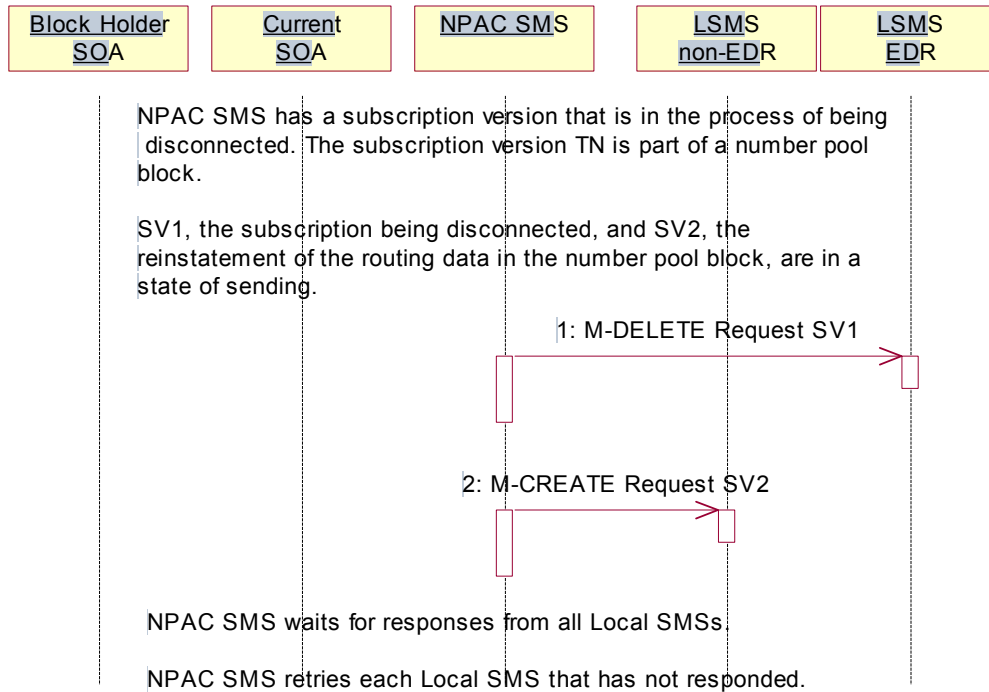 Block Holder
SOA
Current
SOA
NPAC SMS
LSMS
non-EDR
LSMS
EDR
NPAC SMS has a subscription version that is in the process of being
disconnected. The subscription version TN is part of a number pool
block.
SV1, the subscription being disconnected, and SV2, the
reinstatement of the routing data in the number pool block, are in a
state of sending.
1: M-DELETE Request SV1
2: M-CREATE Request SV2
NPAC SMS waits for responses from all Local SMSs.
NPAC SMS retries each Local SMS that has not responded.